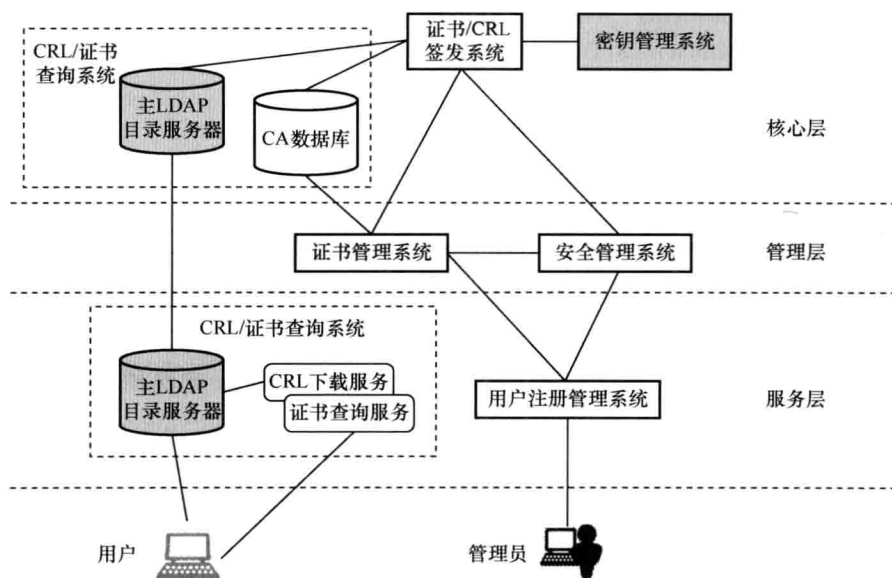 CRL/证书
查询系统
证书/CRL
签发系统
密钥管理系统
主LDAP
目录服务器
CA数据库
核心层
证书管理系统
安全管理系统
管理层
CRL/证书查询系统
主LDAP
目录服务器
CRL下载服务
证书查询服务
用户注册管理系统
服务层
用户
管理员